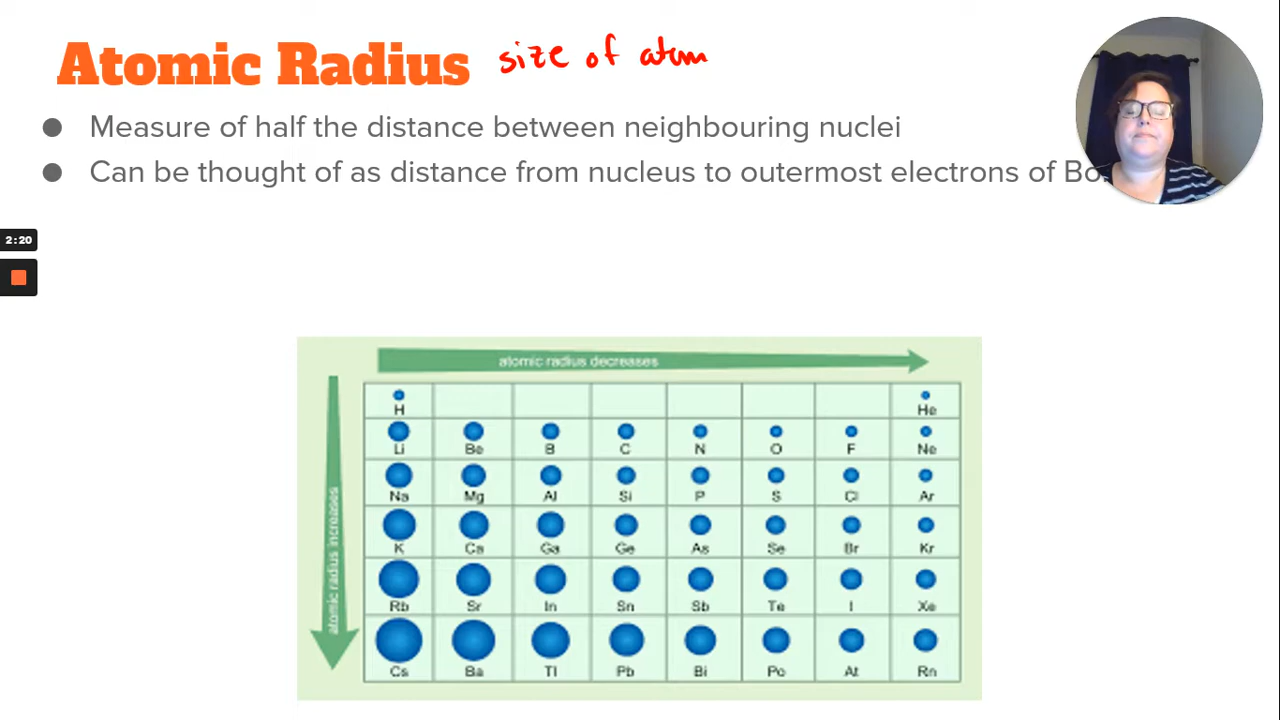 Atomic Radius size of atom
● Measure of half the distance between neighbouring nuclei
● Can be thought of as distance from nucleus to outermost electrons of
2:20
atomic radius decreases
atomic radius increases
H He
Li Be B C N O F Ne
Na Mg Al Si P S Cl Ar
K Ca Ga Ge As Se Br Kr
Rb Sr In Sn Sb Te I Xe
Cs Ba Tl Pb Bi Po At Rn